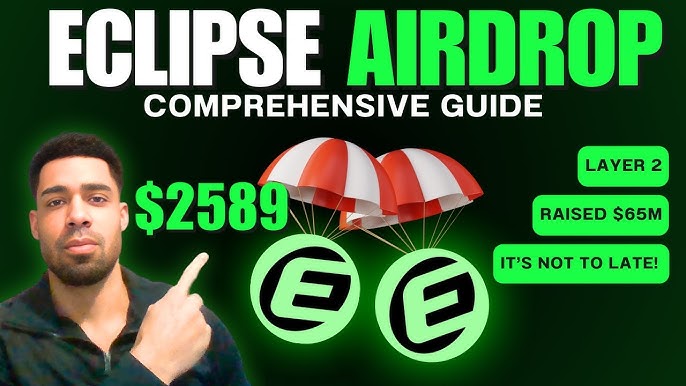 ECLIPSE AIRDROP
COMPREHENSIVE GUIDE
$2589
LAYER 2
RAISED $65M
IT'S NOT TO LATE!